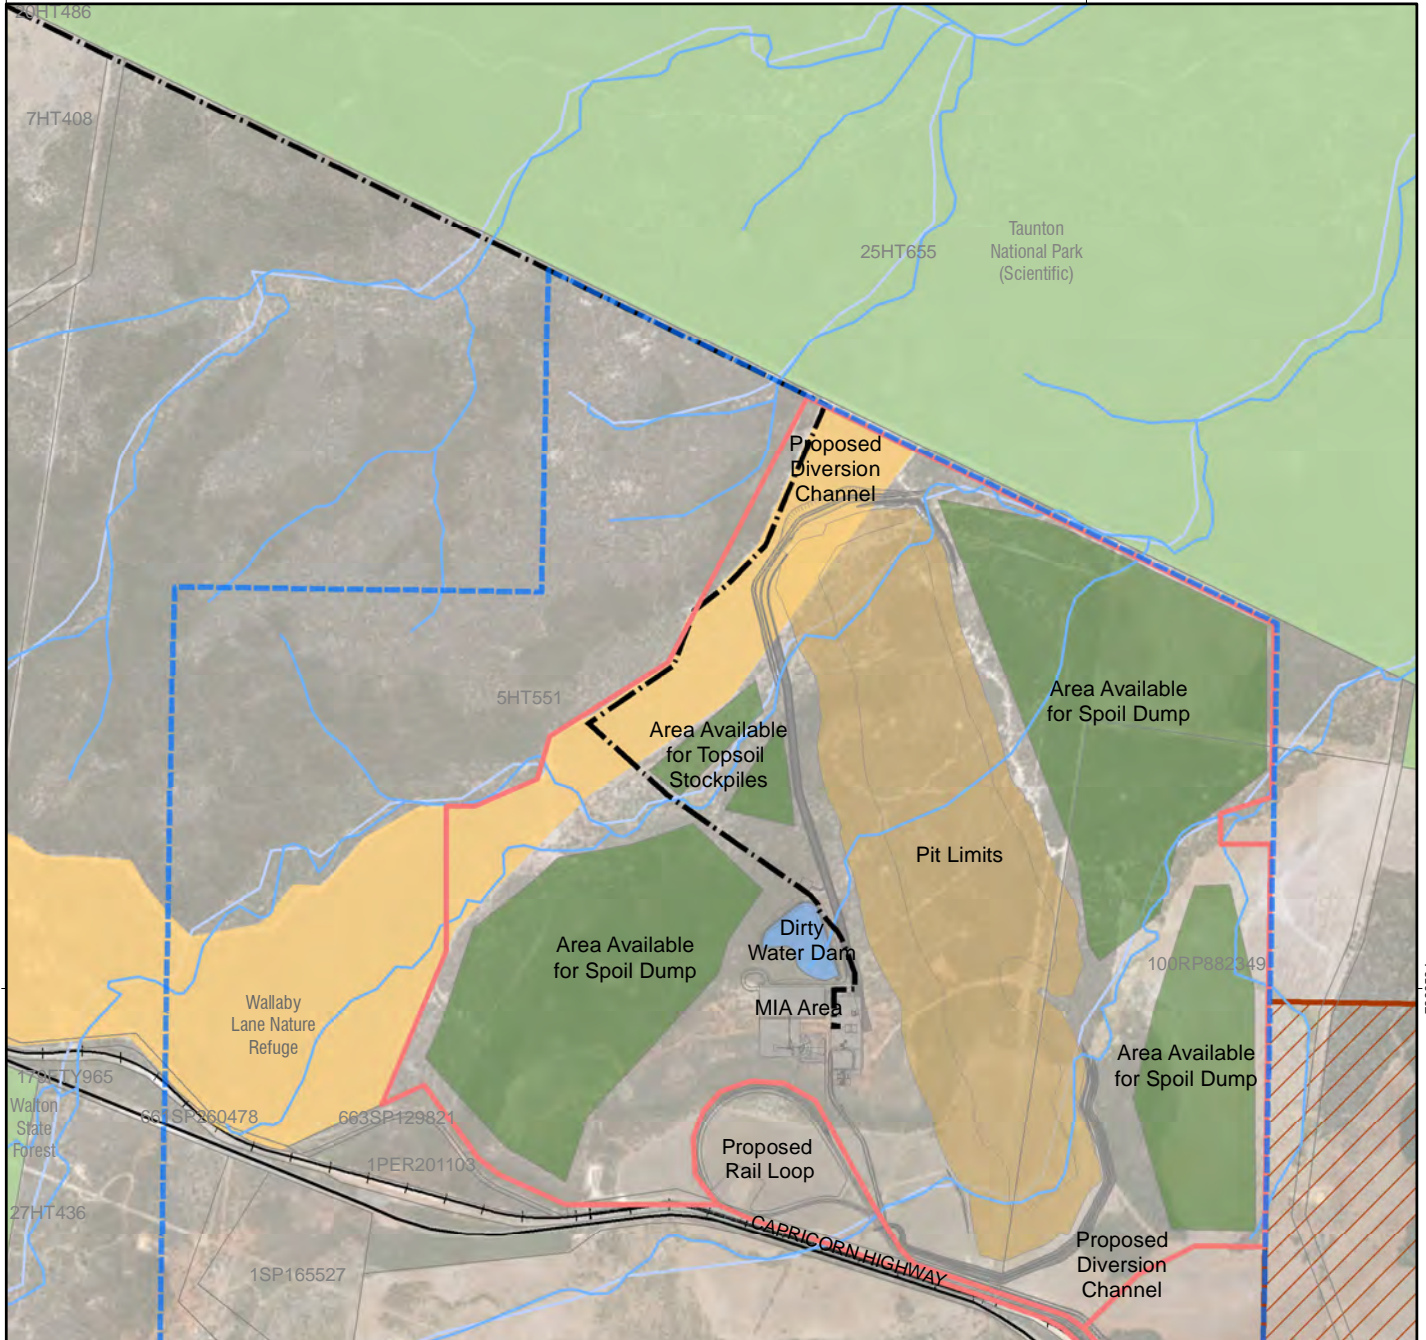 20HT486
7HT408
Taunton
National Park
(Scientific)
25HT655
Proposed
Diversion
Channel
5HT551
Area Available
for Spoil Dump
Area Available
for Topsoil
Stockpiles
Pit Limits
Dirty
Water Dam
Area Available
for Spoil Dump
100RP882349
MIA Area
Wallaby
Lane Nature
Refuge
Area Available
for Spoil Dump
Walton
State
Forest
663SP129821
Proposed
Rail Loop
1PER201103
27HT436
CAPRICORN HIGHWAY
Proposed
Diversion
Channel
1SP165527